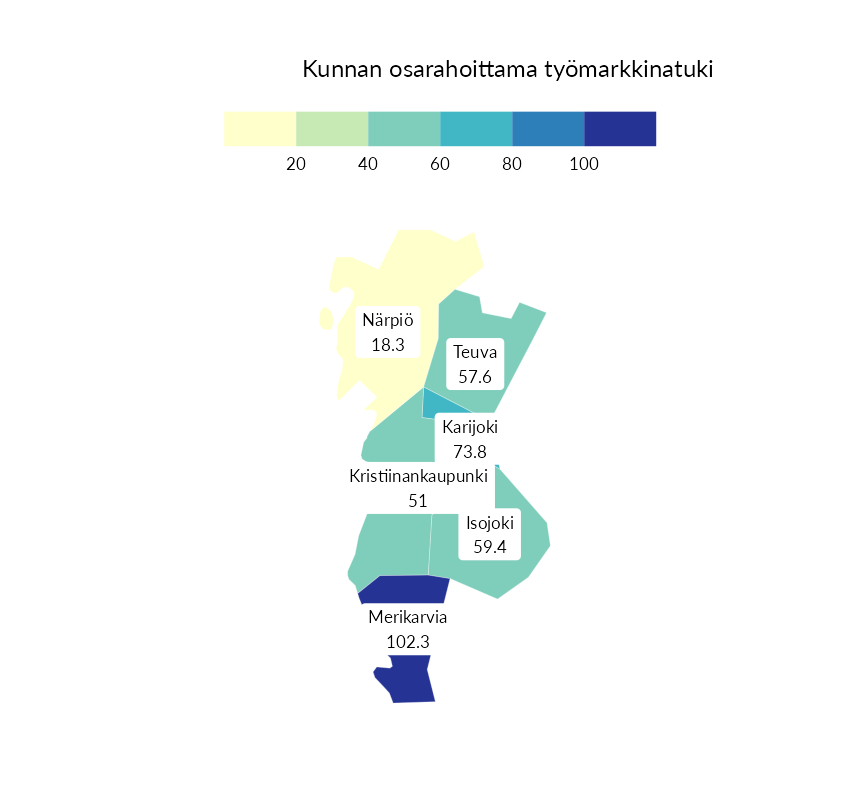 Kunnan osarahoittama työmarkkinatuki
20 40 60 80 100
Närpiö
18.3
Teuva
57.6
Karijoki
73.8
Kristiinankaupunki
51
Isojoki
59.4
Merikarvia
102.3